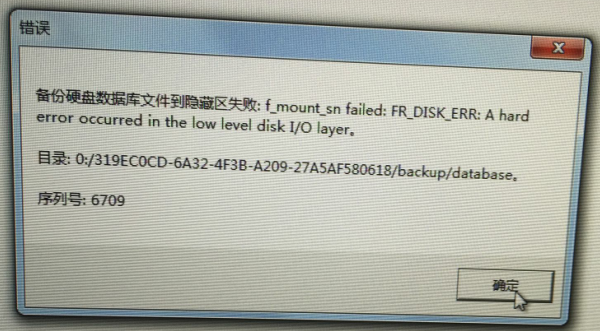 错误
备份硬盘数据库文件到隐藏区失败: f_mount_sn failed: FR_DISK_ERR: A hard
error occurred in the low level disk I/O layer。
目录: 0:/319EC0CD-6A32-4F3B-A209-27A5AF580618/backup/database。
序列号: 6709
确定